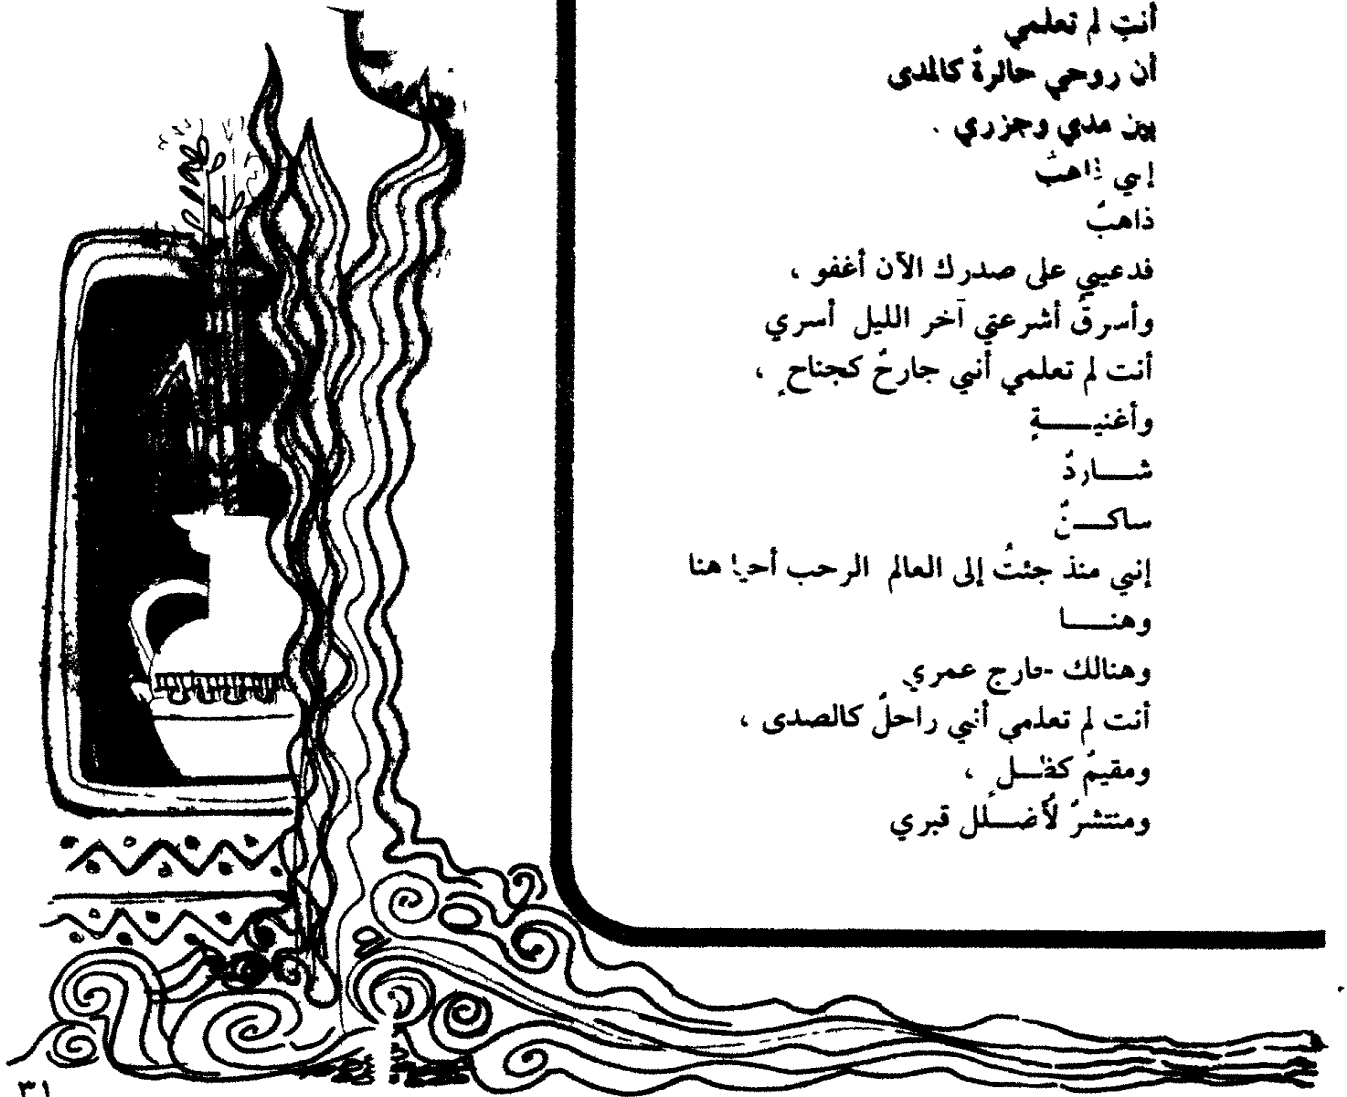 أنتِ لم تعلمي
أن روحي حائرةٌ كالمدى
بين مدي وجزري .
إني ذاهبٌ
ذاهبٌ
فدعيني على صدرك الآن أغفو ،
وأسرقُ أشرعتي آخر الليل أسري
أنت لم تعلمي أنني جارحٌ كجناحٍ ،
وأغنيـــةٍ
شـــاردٌ
ساكـــنٌ
إنني منذ جئتُ إلى العالم الرحب أحيا هنا
وهنـــا
وهنالك خارج عمري
أنت لم تعلمي أنني راحلٌ كالصدى ،
ومقيمٌ كظـــلٍ ،
ومنتشرٌ لأضـــلل قبري
٣١